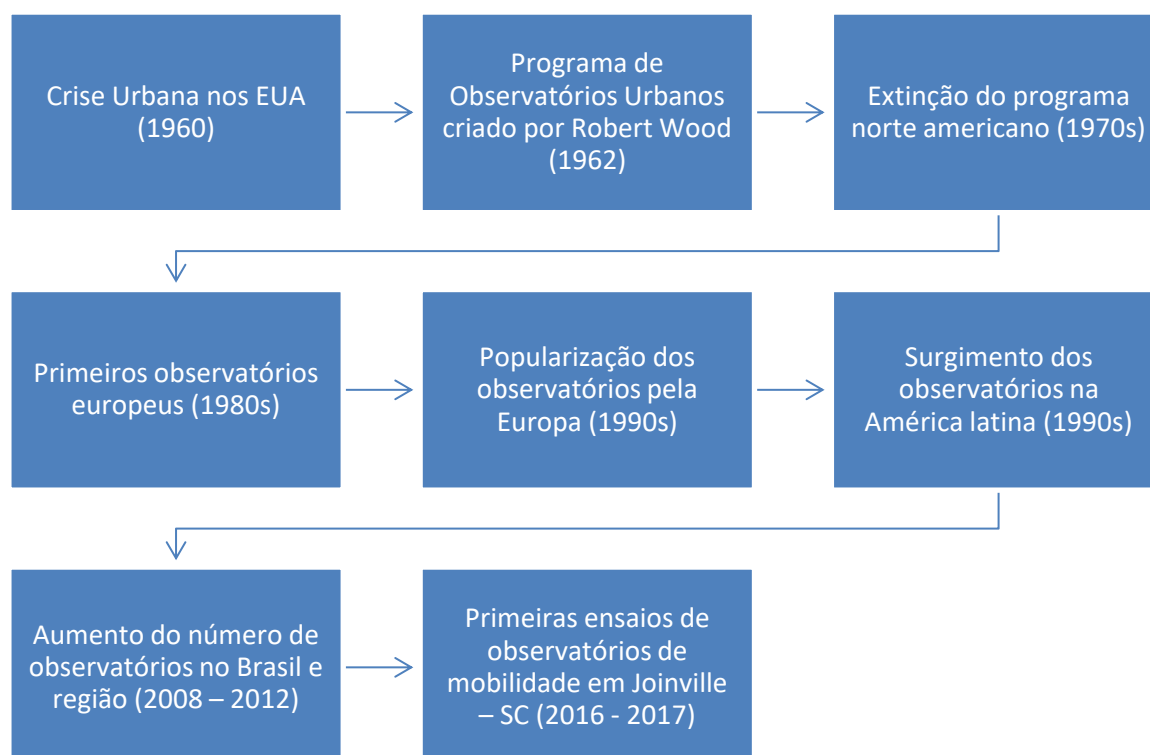 Crise Urbana nos EUA
(1960)
Programa de
Observatórios Urbanos
criado por Robert Wood
(1962)
Extinção do programa
norte americano (1970s)
Primeiros observatórios
europeus (1980s)
Popularização dos
observatórios pela
Europa (1990s)
Surgimento dos
observatórios na
América latina (1990s)
Aumento do número de
observatórios no Brasil e
região (2008 – 2012)
Primeiras ensaios de
observatórios de
mobilidade em Joinville
– SC (2016 - 2017)